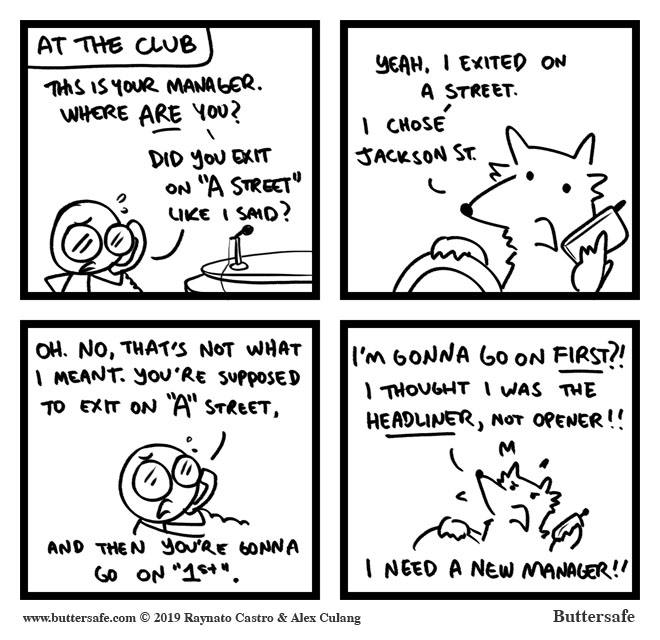 AT THE CLUB
THIS IS YOUR MANAGER.
WHERE ARE YOU?
DID YOU EXIT
ON "A STREET"
LIKE I SAID?
YEAH, I EXITED ON
A STREET.
I CHOSE
JACKSON ST.
OH. NO, THAT'S NOT WHAT
I MEANT. YOU'RE SUPPOSED
TO EXIT ON "A" STREET,
AND THEN YOU'RE GONNA
GO ON "1st".
I'M GONNA GO ON FIRST?!
I THOUGHT I WAS THE
HEADLINER, NOT OPENER!!
I NEED A NEW MANAGER!!
www.buttersafe.com © 2019 Raynato Castro & Alex Culang
Buttersafe